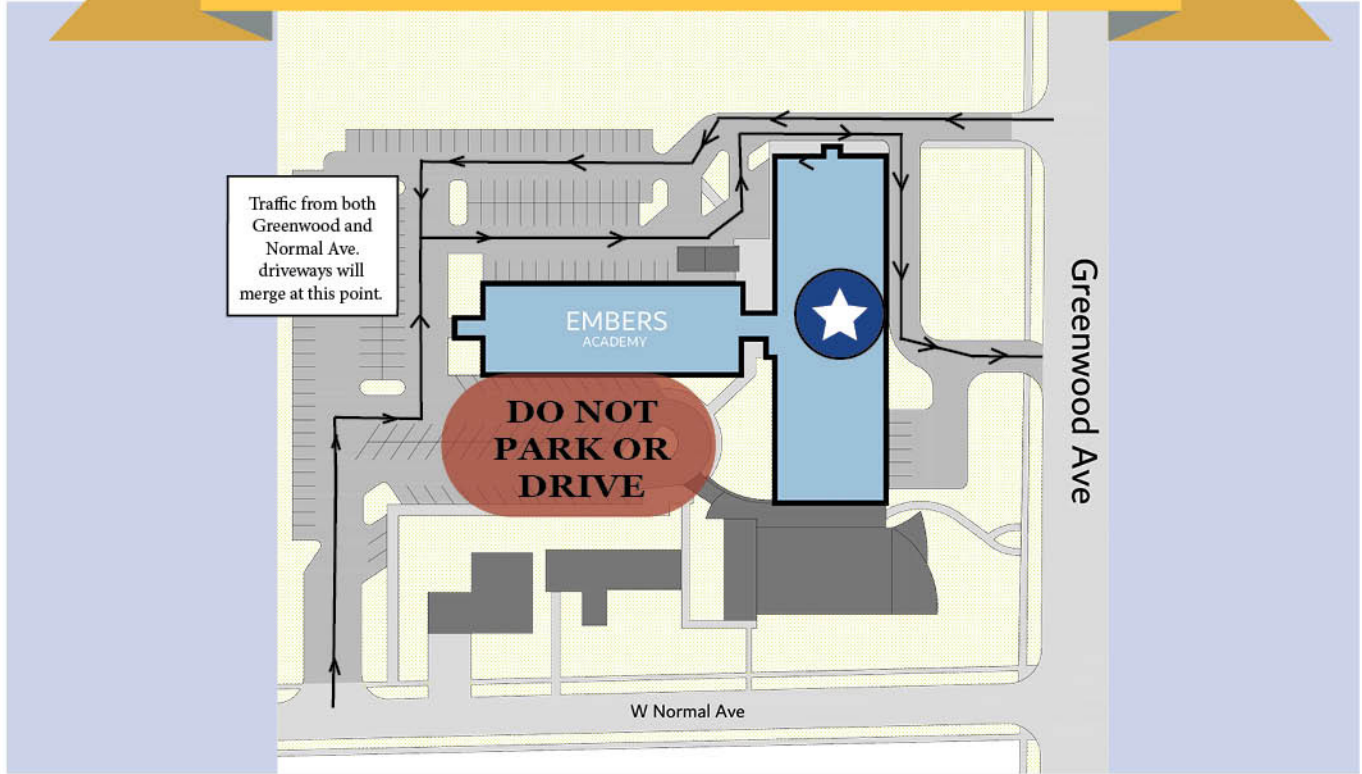 Traffic from both
Greenwood and
Normal Ave.
driveways will
merge at this point.
EMBERS
ACADEMY
DO NOT
PARK OR
DRIVE
Greenwood Ave
W Normal Ave